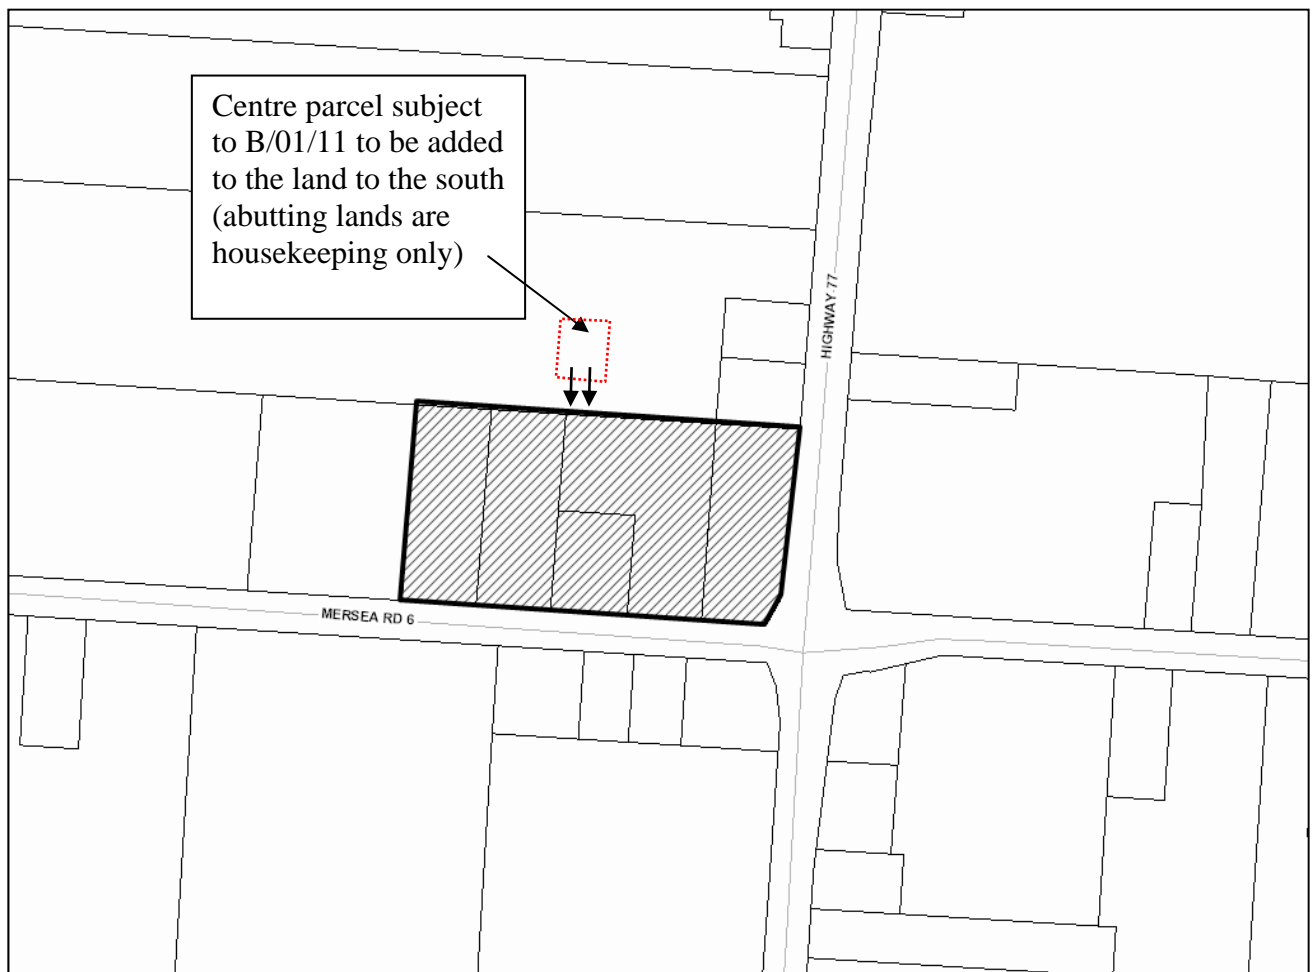 Centre parcel subject
to B/01/11 to be added
to the land to the south
(abutting lands are
housekeeping only)
HIGHWAY 77
MERSEA RD 6